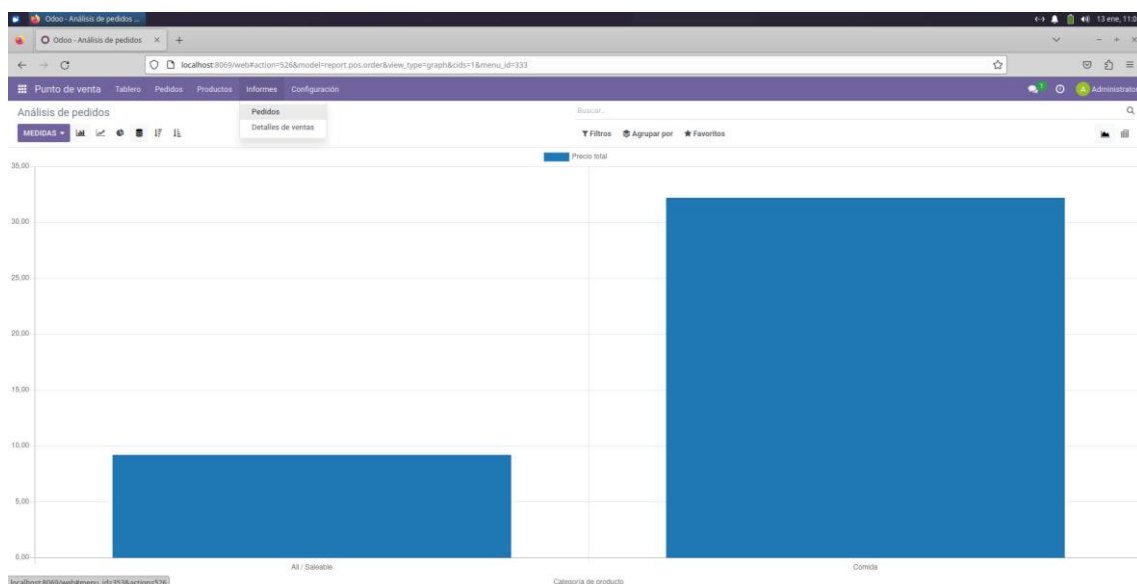 Odoo - Análisis de pedidos ...
13 ene, 11:0
Odoo - Análisis de pedidos
localhost:8069/web#action=526&model=report.pos.order&view_type=graph&cids=1&menu_id=333
Punto de venta Tablero Pedidos Productos Informes Configuración 1 A Administrator
Análisis de pedidos
Pedidos
Detalles de ventas
Buscar...
MEDIDAS
Filtros Agrupar por Favoritos
Precio total
35,00
30,00
25,00
20,00
15,00
10,00
5,00
0,00
All / Saleable Comida
localhost:8069/web#menu_id=353&action=526
Categoría de producto